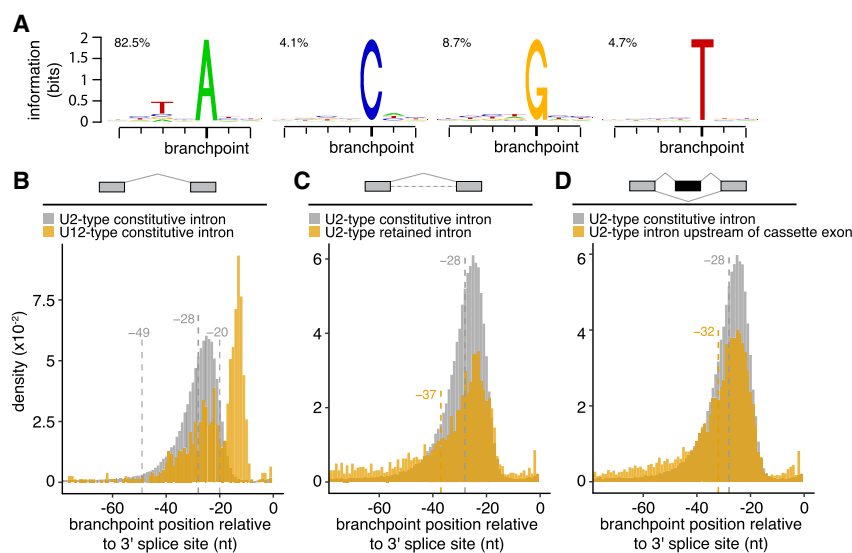 A
information
(bits)
2
1.5
1
0.5
0
82.5%
T
A
branchpoint
4.1%
C
branchpoint
8.7%
G
branchpoint
4.7%
T
branchpoint
B
U2-type constitutive intron
U12-type constitutive intron
density (x10⁻²)
7.5
5
2.5
0
−49
−28
−20
-60
-40
-20
0
branchpoint position relative
to 3' splice site (nt)
C
U2-type constitutive intron
U2-type retained intron
6
4
2
0
−28
−37
-60
-40
-20
0
branchpoint position relative
to 3' splice site (nt)
D
U2-type constitutive intron
U2-type intron upstream of cassette exon
6
4
2
0
−28
−32
-60
-40
-20
0
branchpoint position relative
to 3' splice site (nt)